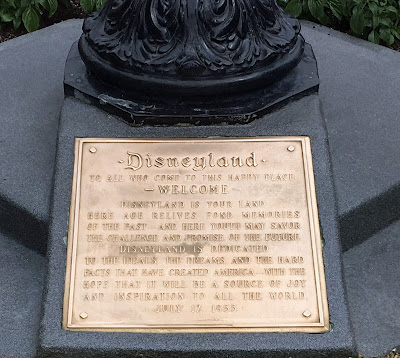 -Disneyland-
TO ALL WHO COME TO THIS HAPPY PLACE
-WELCOME-
DISNEYLAND IS YOUR LAND
HERE AGE RELIVES FOND MEMORIES
OF THE PAST-AND HERE YOUTH MAY SAVOR
THE CHALLENGE AND PROMISE OF THE FUTURE
DISNEYLAND IS DEDICATED
TO THE IDEALS, THE DREAMS, AND THE HARD
FACTS THAT HAVE CREATED AMERICA-WITH THE
HOPE THAT IT WILL BE A SOURCE OF JOY
AND INSPIRATION TO ALL THE WORLD
JULY 17, 1955